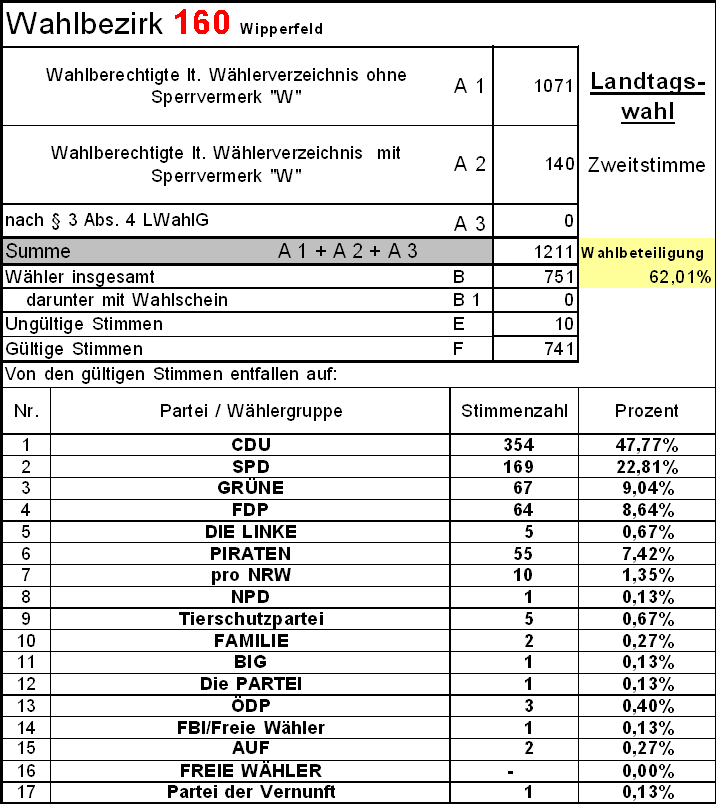 Wahlbezirk 160 Wipperfeld
Wahlberechtigte lt. Wählerverzeichnis ohne
Sperrvermerk "W" A 1 1071
Landtags-
wahl
Wahlberechtigte lt. Wählerverzeichnis mit
Sperrvermerk "W" A 2 140
Zweitstimme
nach § 3 Abs. 4 LWahlG A 3 0
Summe A 1 + A 2 + A 3 1211 Wahlbeteiligung
Wähler insgesamt B 751 62,01%
darunter mit Wahlschein B 1 0
Ungültige Stimmen E 10
Gültige Stimmen F 741
Von den gültigen Stimmen entfallen auf:
Nr. Partei / Wählergruppe Stimmenzahl Prozent
1 CDU 354 47,77%
2 SPD 169 22,81%
3 GRÜNE 67 9,04%
4 FDP 64 8,64%
5 DIE LINKE 5 0,67%
6 PIRATEN 55 7,42%
7 pro NRW 10 1,35%
8 NPD 1 0,13%
9 Tierschutzpartei 5 0,67%
10 FAMILIE 2 0,27%
11 BIG 1 0,13%
12 Die PARTEI 1 0,13%
13 ÖDP 3 0,40%
14 FBI/Freie Wähler 1 0,13%
15 AUF 2 0,27%
16 FREIE WÄHLER - 0,00%
17 Partei der Vernunft 1 0,13%